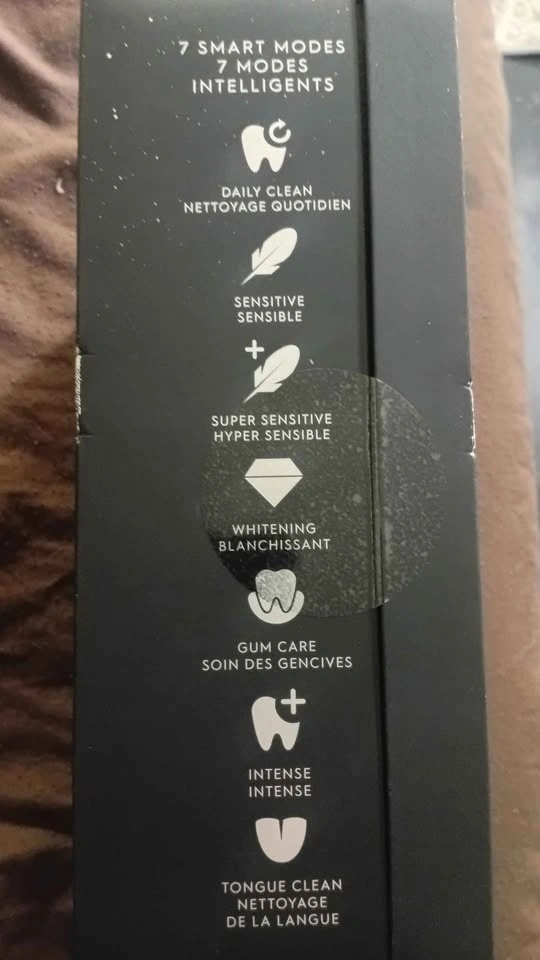 7 SMART MODES
7 MODES
INTELLIGENTS
DAILY CLEAN
NETTOYAGE QUOTIDIEN
SENSITIVE
SENSIBLE
SUPER SENSITIVE
HYPER SENSIBLE
WHITENING
BLANCHISSANT
GUM CARE
SOIN DES GENCIVES
INTENSE
INTENSE
TONGUE CLEAN
NETTOYAGE
DE LA LANGUE